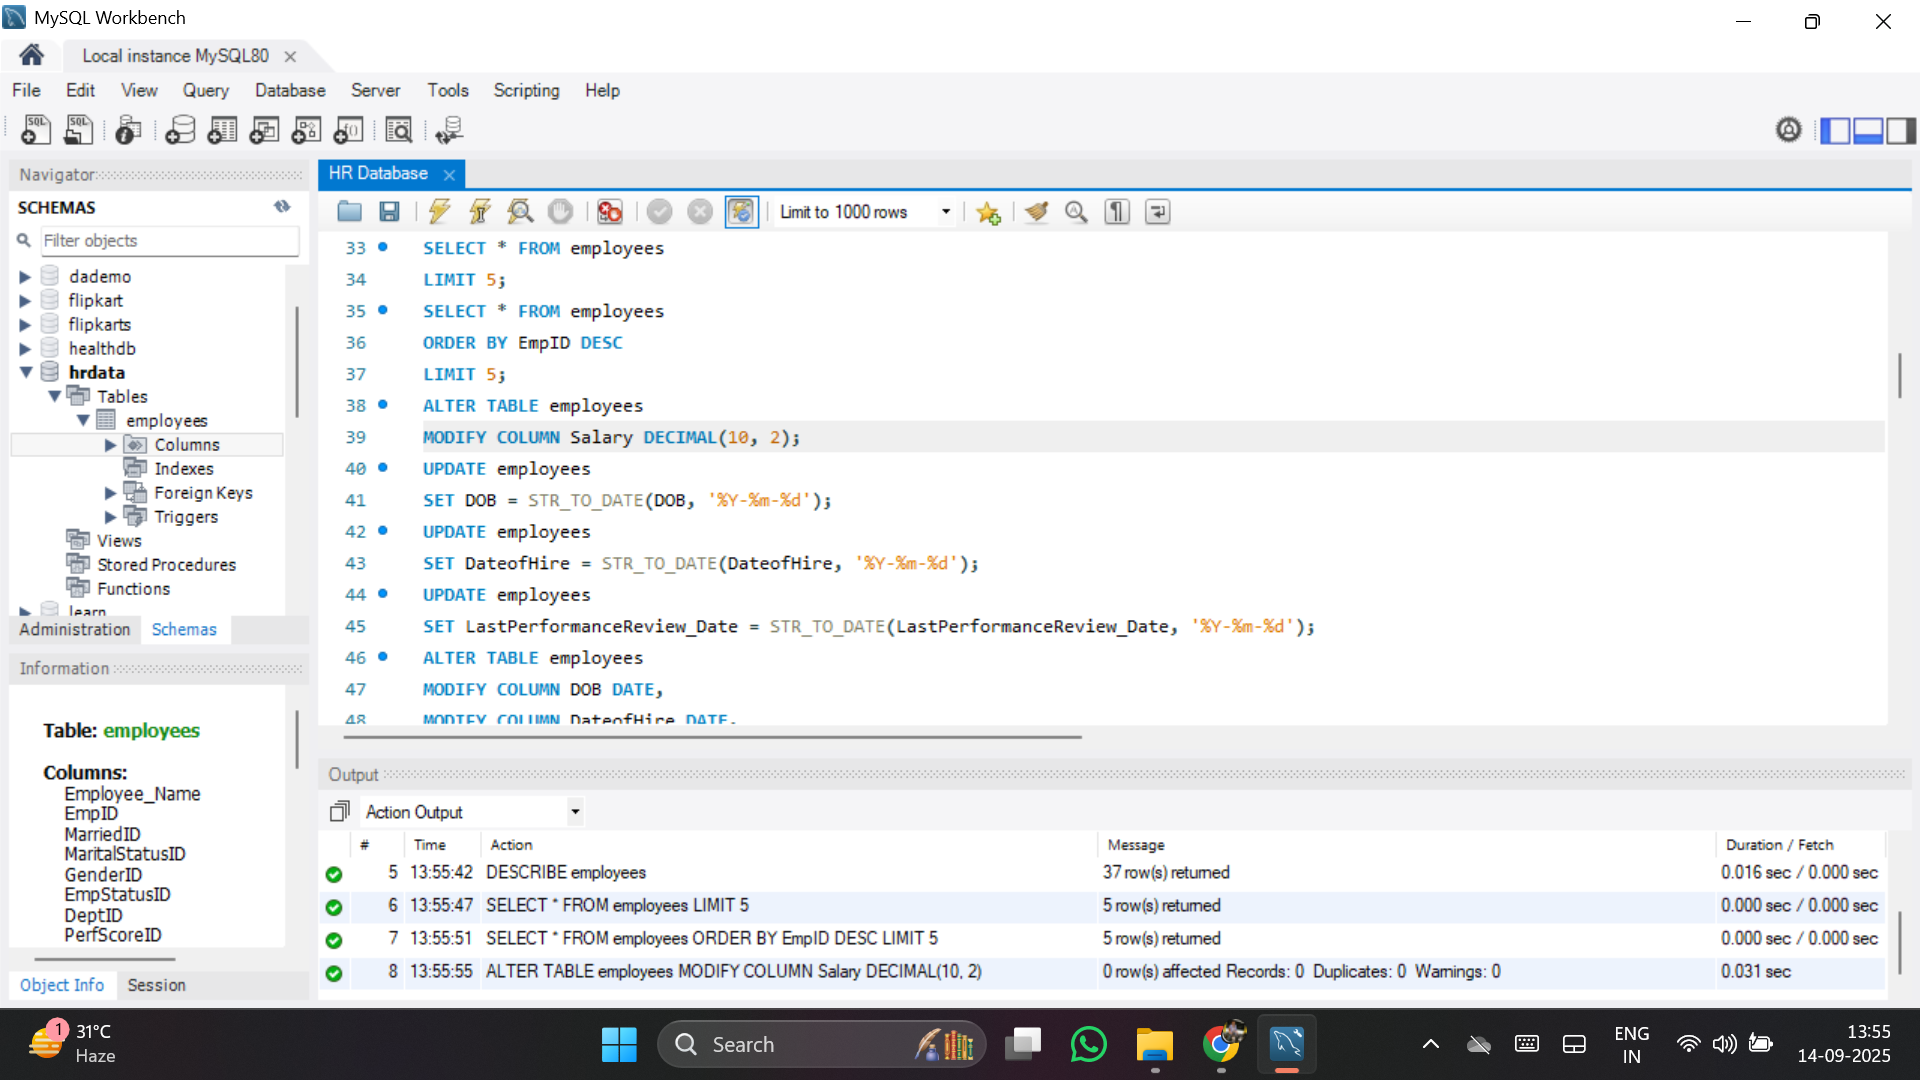 MySQL Workbench
Local instance MySQL80
File Edit View Query Database Server Tools Scripting Help
Navigator
SCHEMAS
Filter objects
dademo
flipkart
flipkarts
healthdb
hrdata
Tables
employees
Columns
Indexes
Foreign Keys
Triggers
Views
Stored Procedures
Functions
learn
Administration Schemas
Information
Table: employees
Columns:
Employee_Name
EmpID
MarriedID
MaritalStatusID
GenderID
EmpStatusID
DeptID
PerfScoreID
Object Info Session
HR Database
Limit to 1000 rows
33 SELECT * FROM employees
34 LIMIT 5;
35 SELECT * FROM employees
36 ORDER BY EmpID DESC
37 LIMIT 5;
38 ALTER TABLE employees
39 MODIFY COLUMN Salary DECIMAL(10, 2);
40 UPDATE employees
41 SET DOB = STR_TO_DATE(DOB, '%Y-%m-%d');
42 UPDATE employees
43 SET DateofHire = STR_TO_DATE(DateofHire, '%Y-%m-%d');
44 UPDATE employees
45 SET LastPerformanceReview_Date = STR_TO_DATE(LastPerformanceReview_Date, '%Y-%m-%d');
46 ALTER TABLE employees
47 MODIFY COLUMN DOB DATE,
48 MODIFY COLUMN DateofHire DATE,
Output
Action Output
# Time Action Message Duration / Fetch
5 13:55:42 DESCRIBE employees 37 row(s) returned 0.016 sec / 0.000 sec
6 13:55:47 SELECT * FROM employees LIMIT 5 5 row(s) returned 0.000 sec / 0.000 sec
7 13:55:51 SELECT * FROM employees ORDER BY EmpID DESC LIMIT 5 5 row(s) returned 0.000 sec / 0.000 sec
8 13:55:55 ALTER TABLE employees MODIFY COLUMN Salary DECIMAL(10, 2) 0 row(s) affected Records: 0 Duplicates: 0 Warnings: 0 0.031 sec
1
31°C
Haze
Search
ENG
IN
13:55
14-09-2025